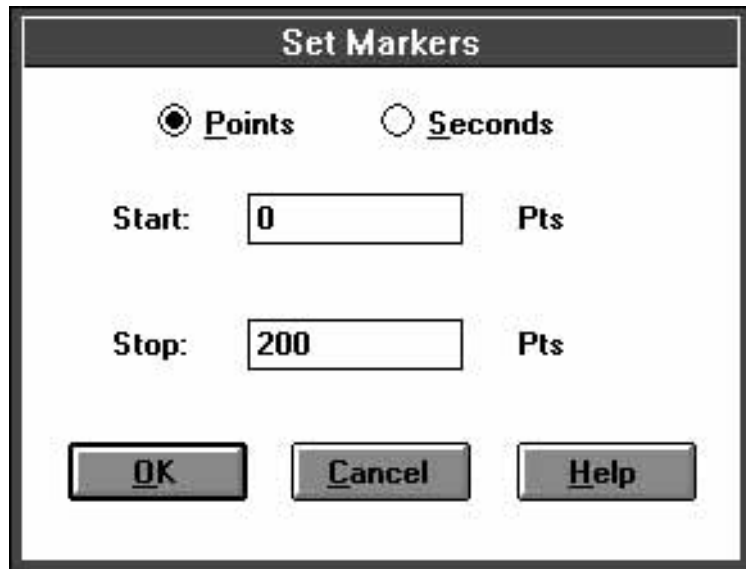 Set Markers
Points Seconds
Start: 0 Pts
Stop: 200 Pts
OK Cancel Help